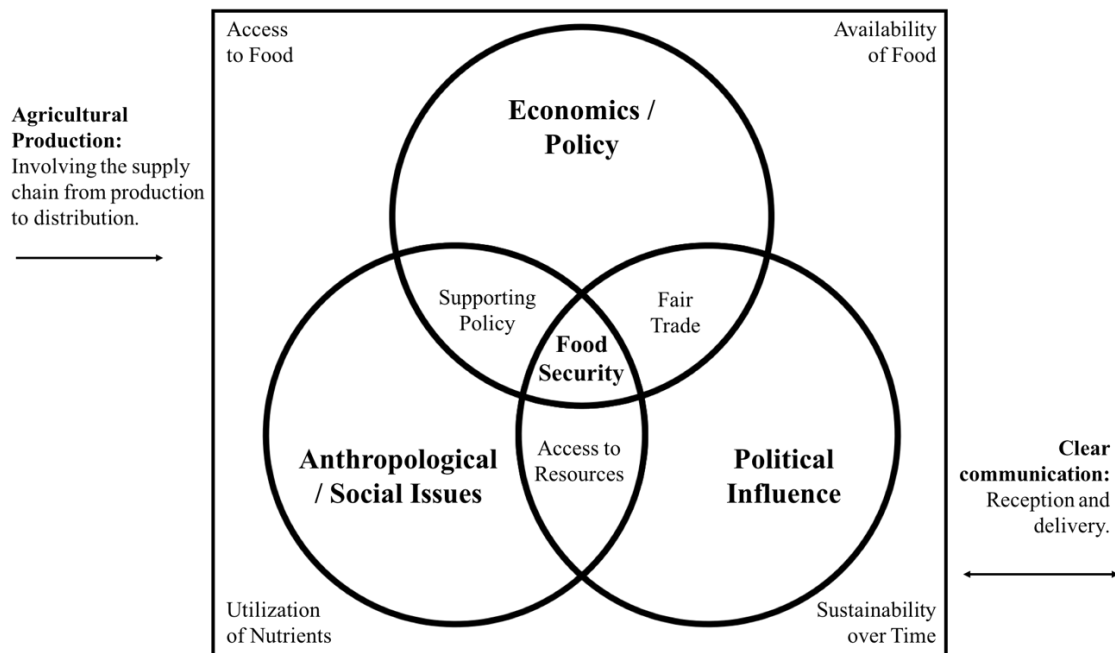 Access
to Food
Availability
of Food
Agricultural
Production:
Involving the supply
chain from production
to distribution.
Economics /
Policy
Supporting
Policy
Fair
Trade
Food
Security
Anthropological
/ Social Issues
Access to
Resources
Political
Influence
Clear
communication:
Reception and
delivery.
Utilization
of Nutrients
Sustainability
over Time